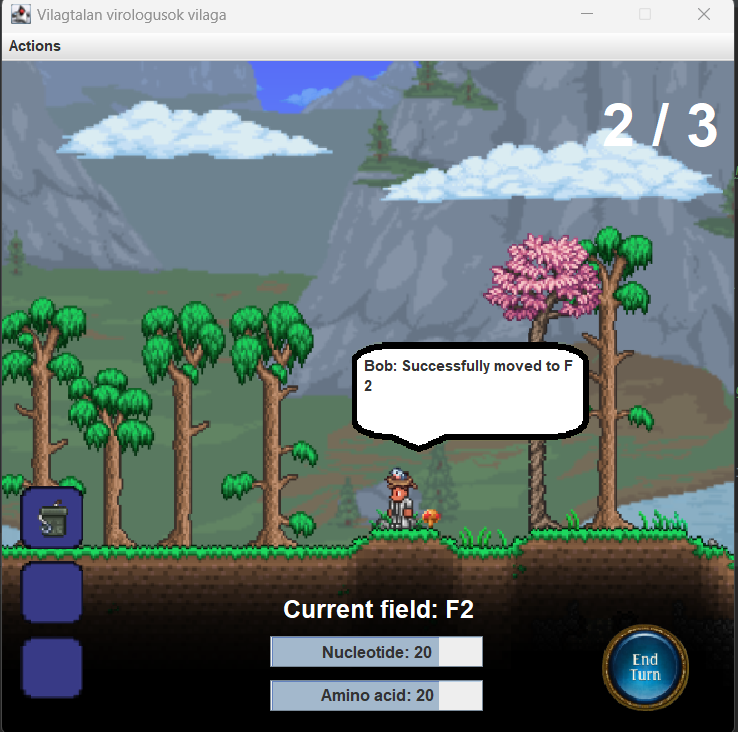 Vilagtalan virologusok vilaga
Actions
2 / 3
Bob: Successfully moved to F
2
Current field: F2
Nucleotide: 20
Amino acid: 20
End
Turn